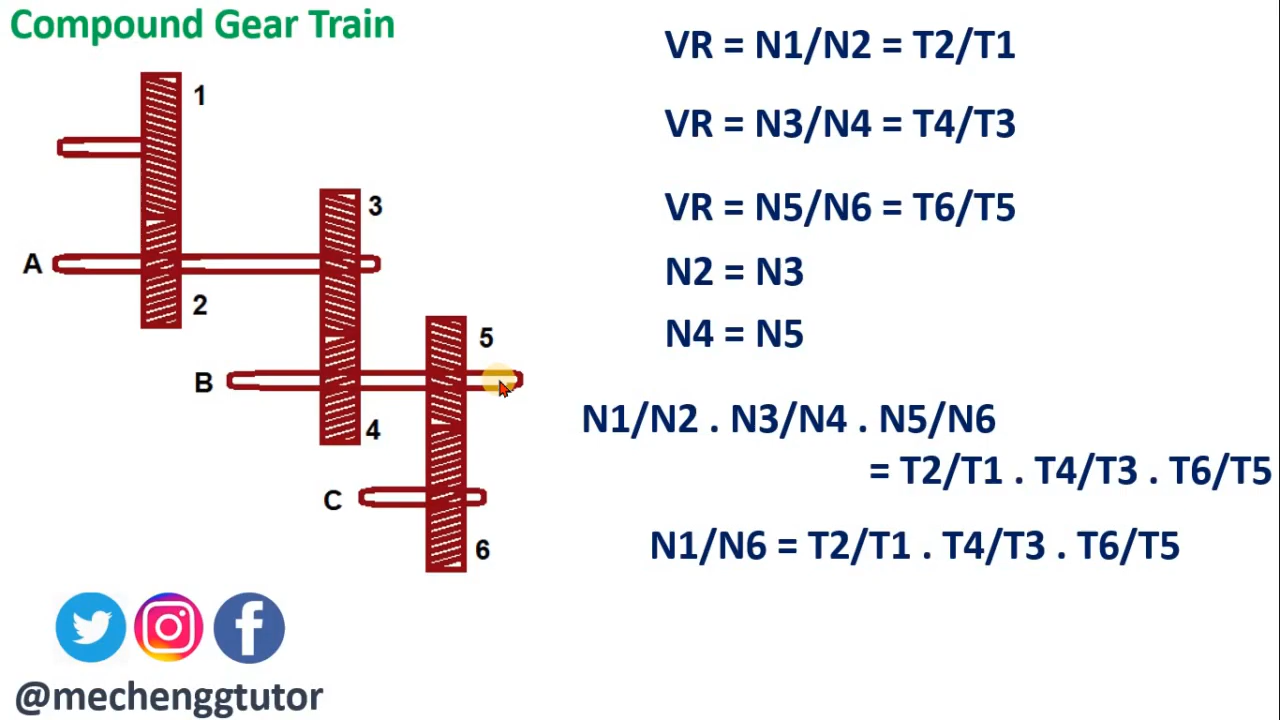 Compound Gear Train
1
A
2
3
B
4
5
C
6
VR = N1/N2 = T2/T1
VR = N3/N4 = T4/T3
VR = N5/N6 = T6/T5
N2 = N3
N4 = N5
N1/N2 . N3/N4 . N5/N6
= T2/T1 . T4/T3 . T6/T5
N1/N6 = T2/T1 . T4/T3 . T6/T5
@mechenggtutor